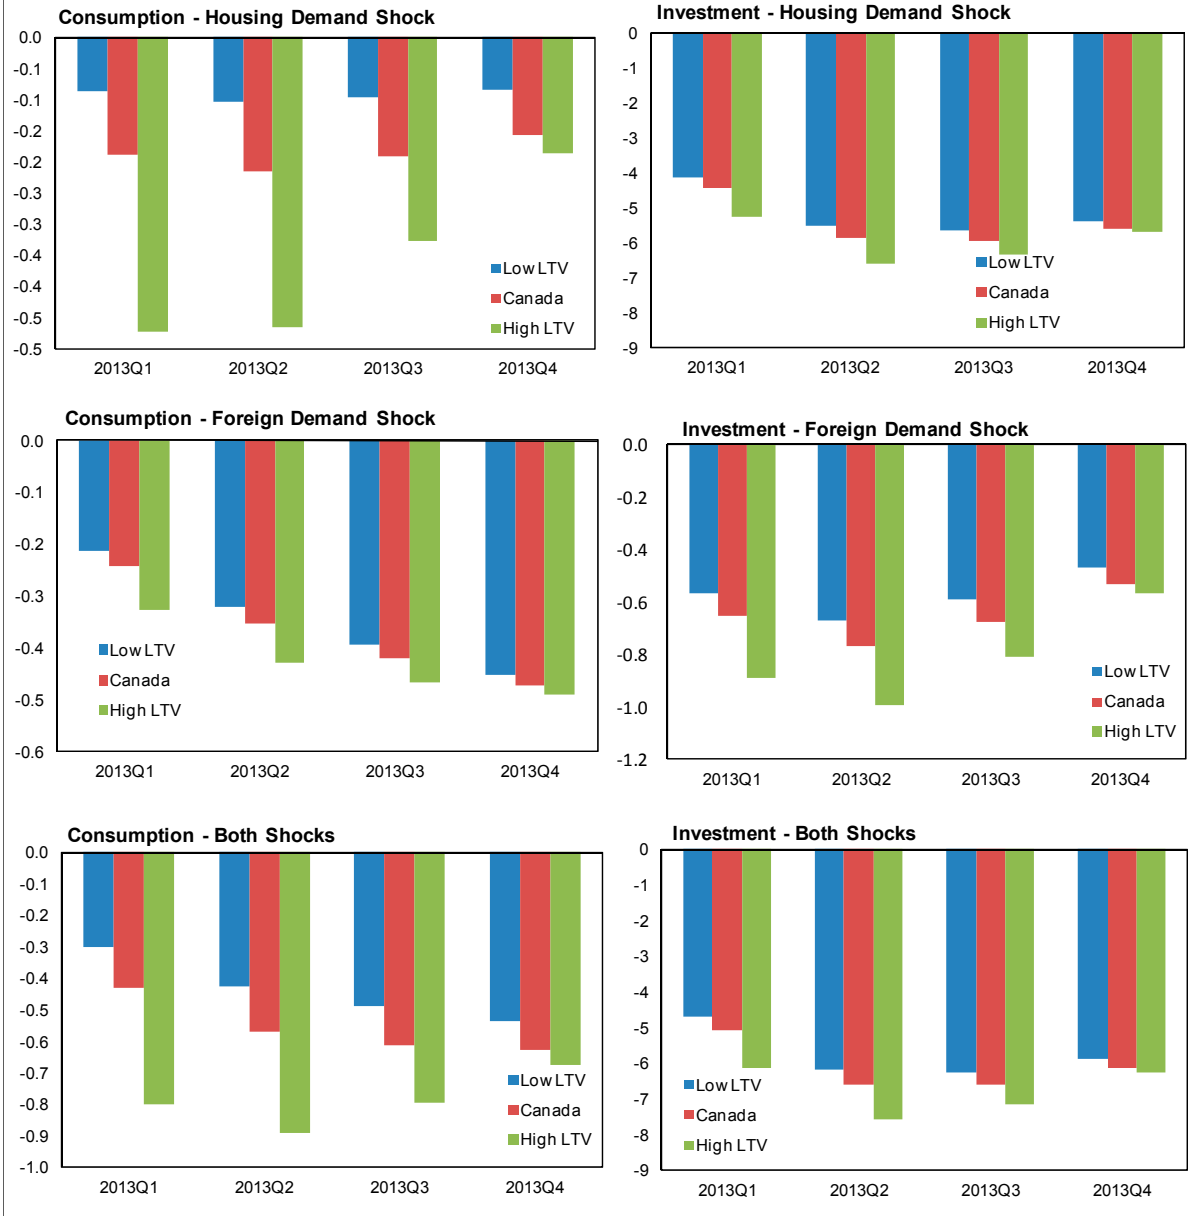 Consumption - Housing Demand Shock
0.0
-0.1
-0.1
-0.2
-0.2
-0.3
-0.3
-0.4
-0.4
-0.5
-0.5
Low LTV
Canada
High LTV
2013Q1 2013Q2 2013Q3 2013Q4
Investment - Housing Demand Shock
0
-1
-2
-3
-4
-5
-6
-7
-8
-9
Low LTV
Canada
High LTV
2013Q1 2013Q2 2013Q3 2013Q4
Consumption - Foreign Demand Shock
0.0
-0.1
-0.2
-0.3
-0.4
-0.5
-0.6
Low LTV
Canada
High LTV
2013Q1 2013Q2 2013Q3 2013Q4
Investment - Foreign Demand Shock
0.0
-0.2
-0.4
-0.6
-0.8
-1.0
-1.2
Low LTV
Canada
High LTV
2013Q1 2013Q2 2013Q3 2013Q4
Consumption - Both Shocks
0.0
-0.1
-0.2
-0.3
-0.4
-0.5
-0.6
-0.7
-0.8
-0.9
-1.0
Low LTV
Canada
High LTV
2013Q1 2013Q2 2013Q3 2013Q4
Investment - Both Shocks
0
-1
-2
-3
-4
-5
-6
-7
-8
-9
Low LTV
Canada
High LTV
2013Q1 2013Q2 2013Q3 2013Q4